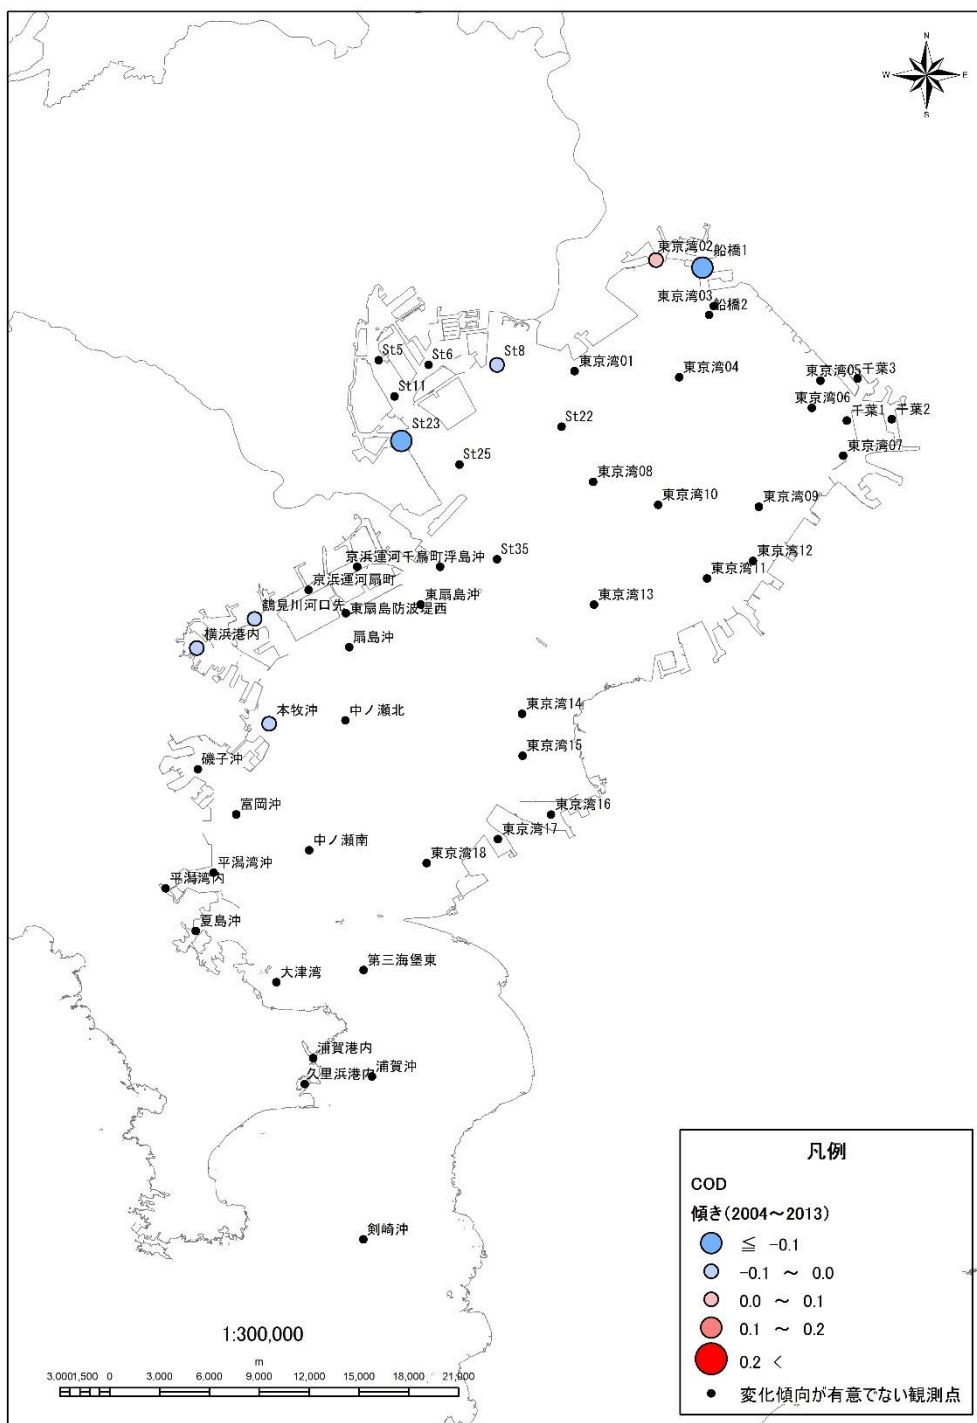 N
W
E
S
東京湾02
船橋1
東京湾03
船橋2
St5
St6
St8
東京湾01
東京湾04
東京湾05
千葉3
St11
東京湾06
千葉1
千葉2
St23
St22
東京湾07
St25
東京湾08
東京湾10
東京湾09
St35
京浜運河千鳥町
浮島沖
東京湾12
東京湾11
京浜運河扇町
鶴見川河口先
東扇島防波堤西
東扇島沖
東京湾13
横浜港内
扇島沖
本牧沖
中ノ瀬北
東京湾14
磯子沖
東京湾15
富岡沖
東京湾16
東京湾17
中ノ瀬南
東京湾18
平潟湾沖
平潟湾内
夏島沖
第三海堡東
大津湾
浦賀港内
浦賀沖
久里浜港内
剣崎沖
1:300,000
m
3,000 1,500 0 3,000 6,000 9,000 12,000 15,000 18,000 21,000
凡例
COD
傾き(2004～2013)
≦ -0.1
-0.1 ～ 0.0
0.0 ～ 0.1
0.1 ～ 0.2
0.2 <
変化傾向が有意でない観測点